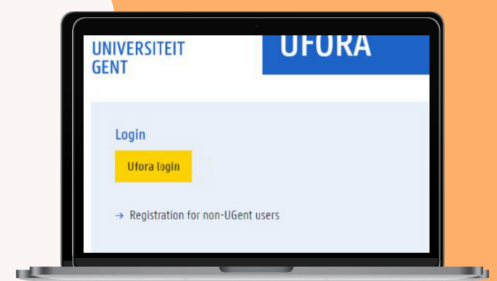 UNIVERSITEIT
GENT
UFORA
Login
Ufora login
→ Registration for non-UGent users